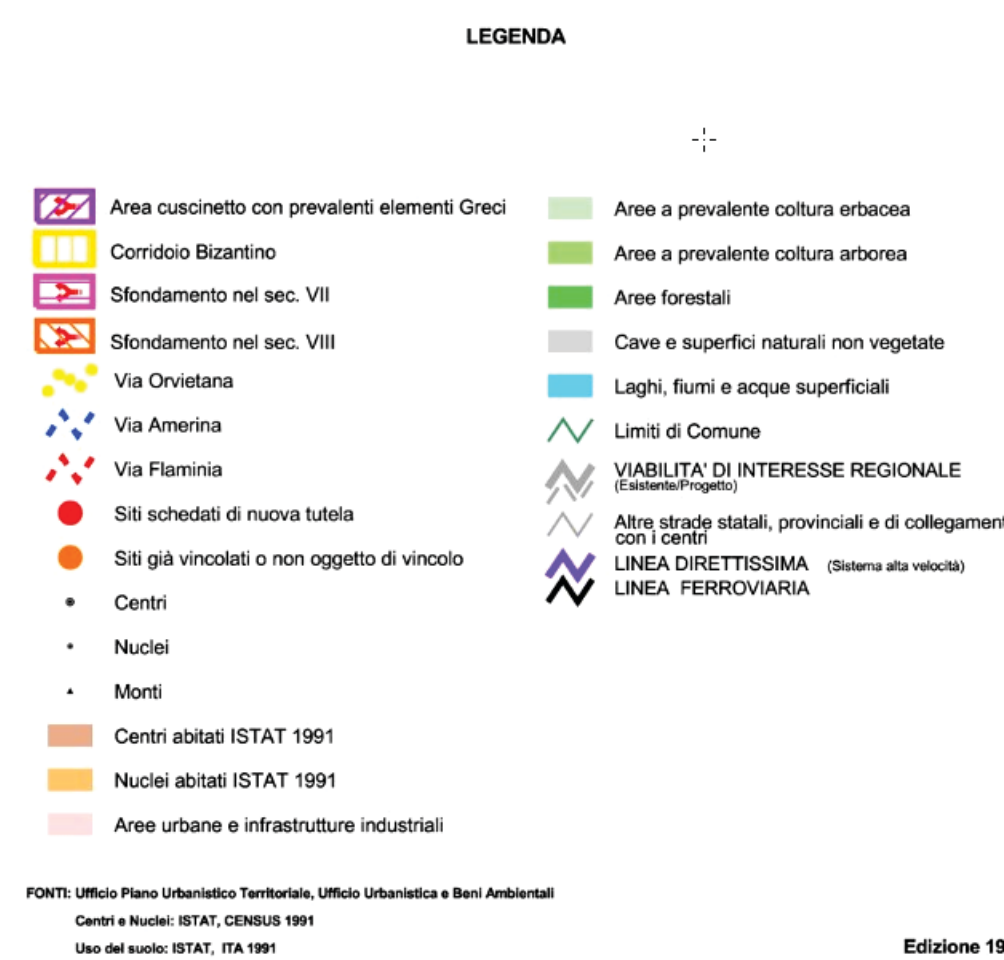 LEGENDA
Area cuscinetto con prevalenti elementi Greci
Corridoio Bizantino
Sfondamento nel sec. VII
Sfondamento nel sec. VIII
Via Orvietana
Via Amerina
Via Flaminia
Siti schedati di nuova tutela
Siti già vincolati o non oggetto di vincolo
Centri
Nuclei
Monti
Centri abitati ISTAT 1991
Nuclei abitati ISTAT 1991
Aree urbane e infrastrutture industriali
Aree a prevalente coltura erbacea
Aree a prevalente coltura arborea
Aree forestali
Cave e superfici naturali non vegetate
Laghi, fiumi e acque superficiali
Limiti di Comune
VIABILITA' DI INTERESSE REGIONALE
(Esistente/Progetto)
Altre strade statali, provinciali e di collegament
con i centri
LINEA DIRETTISSIMA (Sistema alta velocità)
LINEA FERROVIARIA
FONTI: Ufficio Piano Urbanistico Territoriale, Ufficio Urbanistica e Beni Ambientali
Centri e Nuclei: ISTAT, CENSUS 1991
Uso del suolo: ISTAT, ITA 1991
Edizione 19